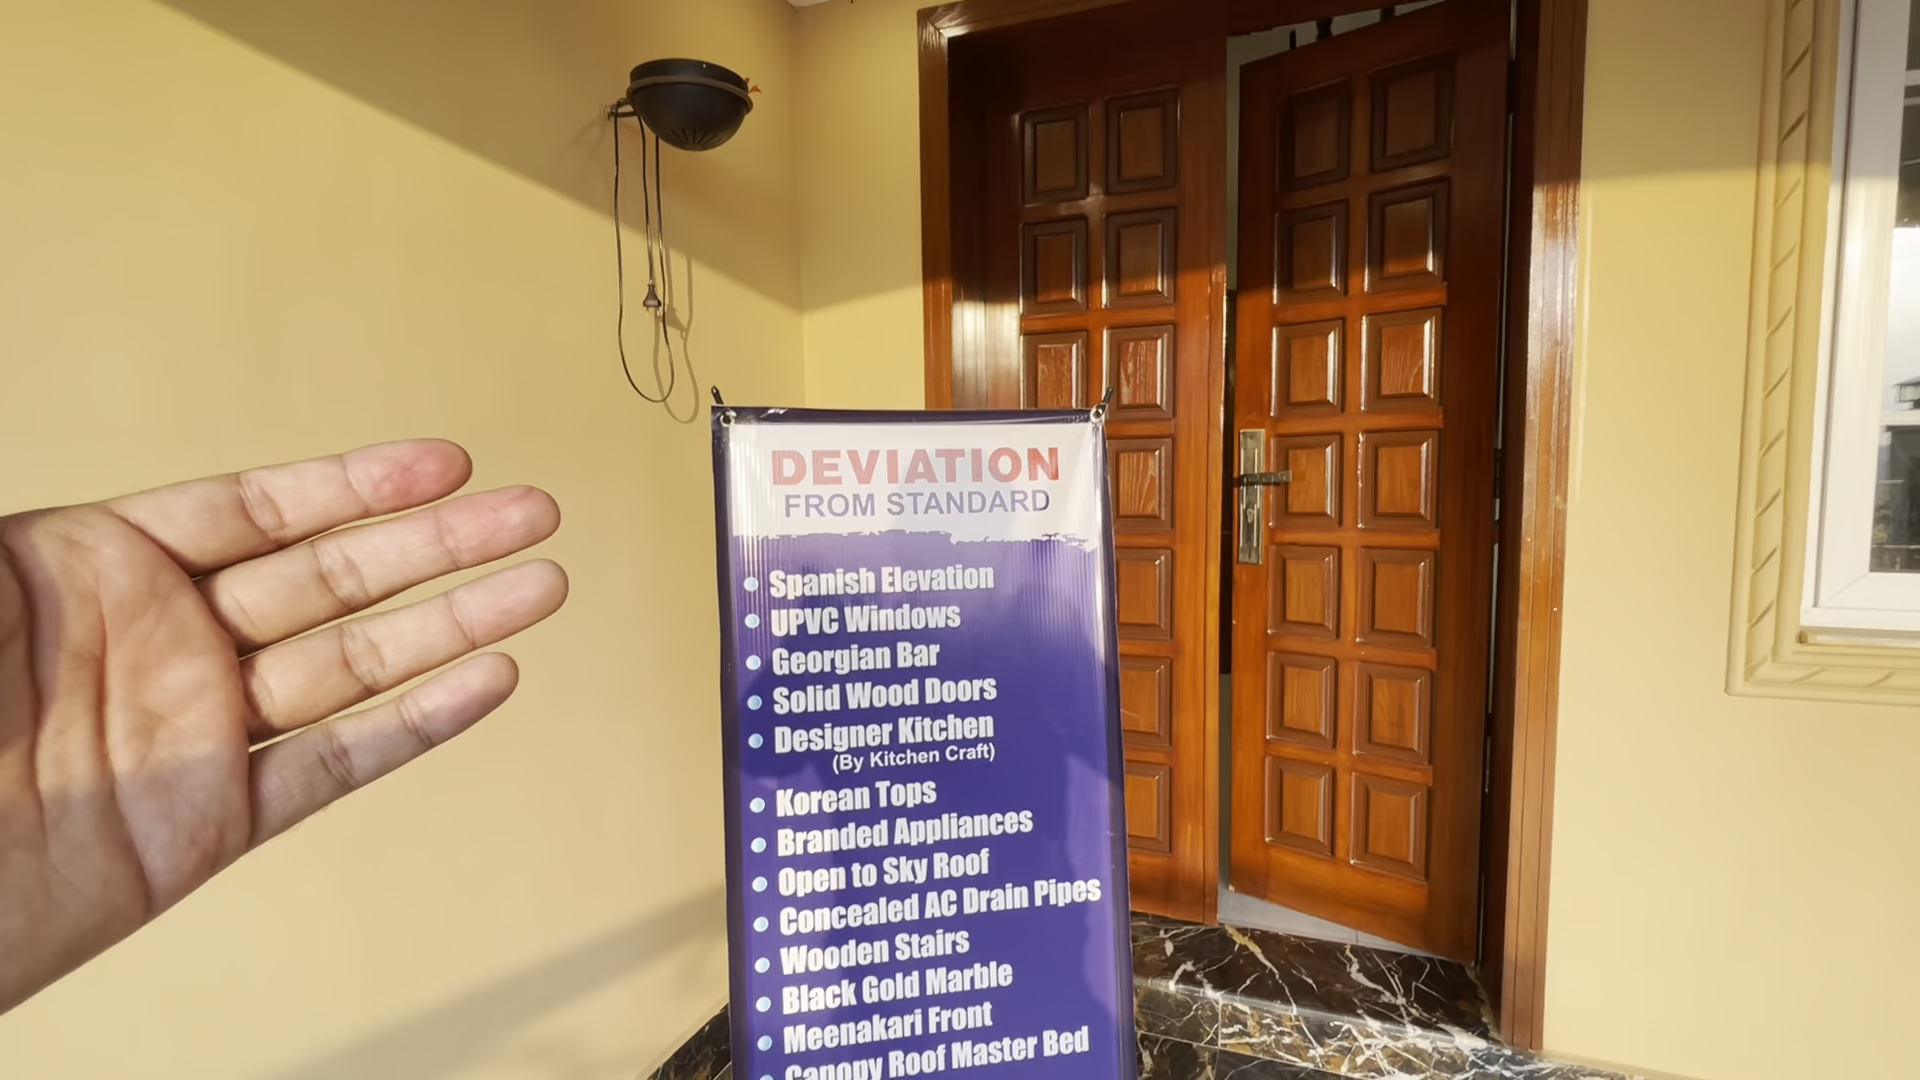 DEVIATION
FROM STANDARD
Spanish Elevation
UPVC Windows
Georgian Bar
Solid Wood Doors
Designer Kitchen
(By Kitchen Craft)
Korean Tops
Branded Appliances
Open to Sky Roof
Concealed AC Drain Pipes
Wooden Stairs
Black Gold Marble
Meenakari Front
Canopy Roof Master Bed